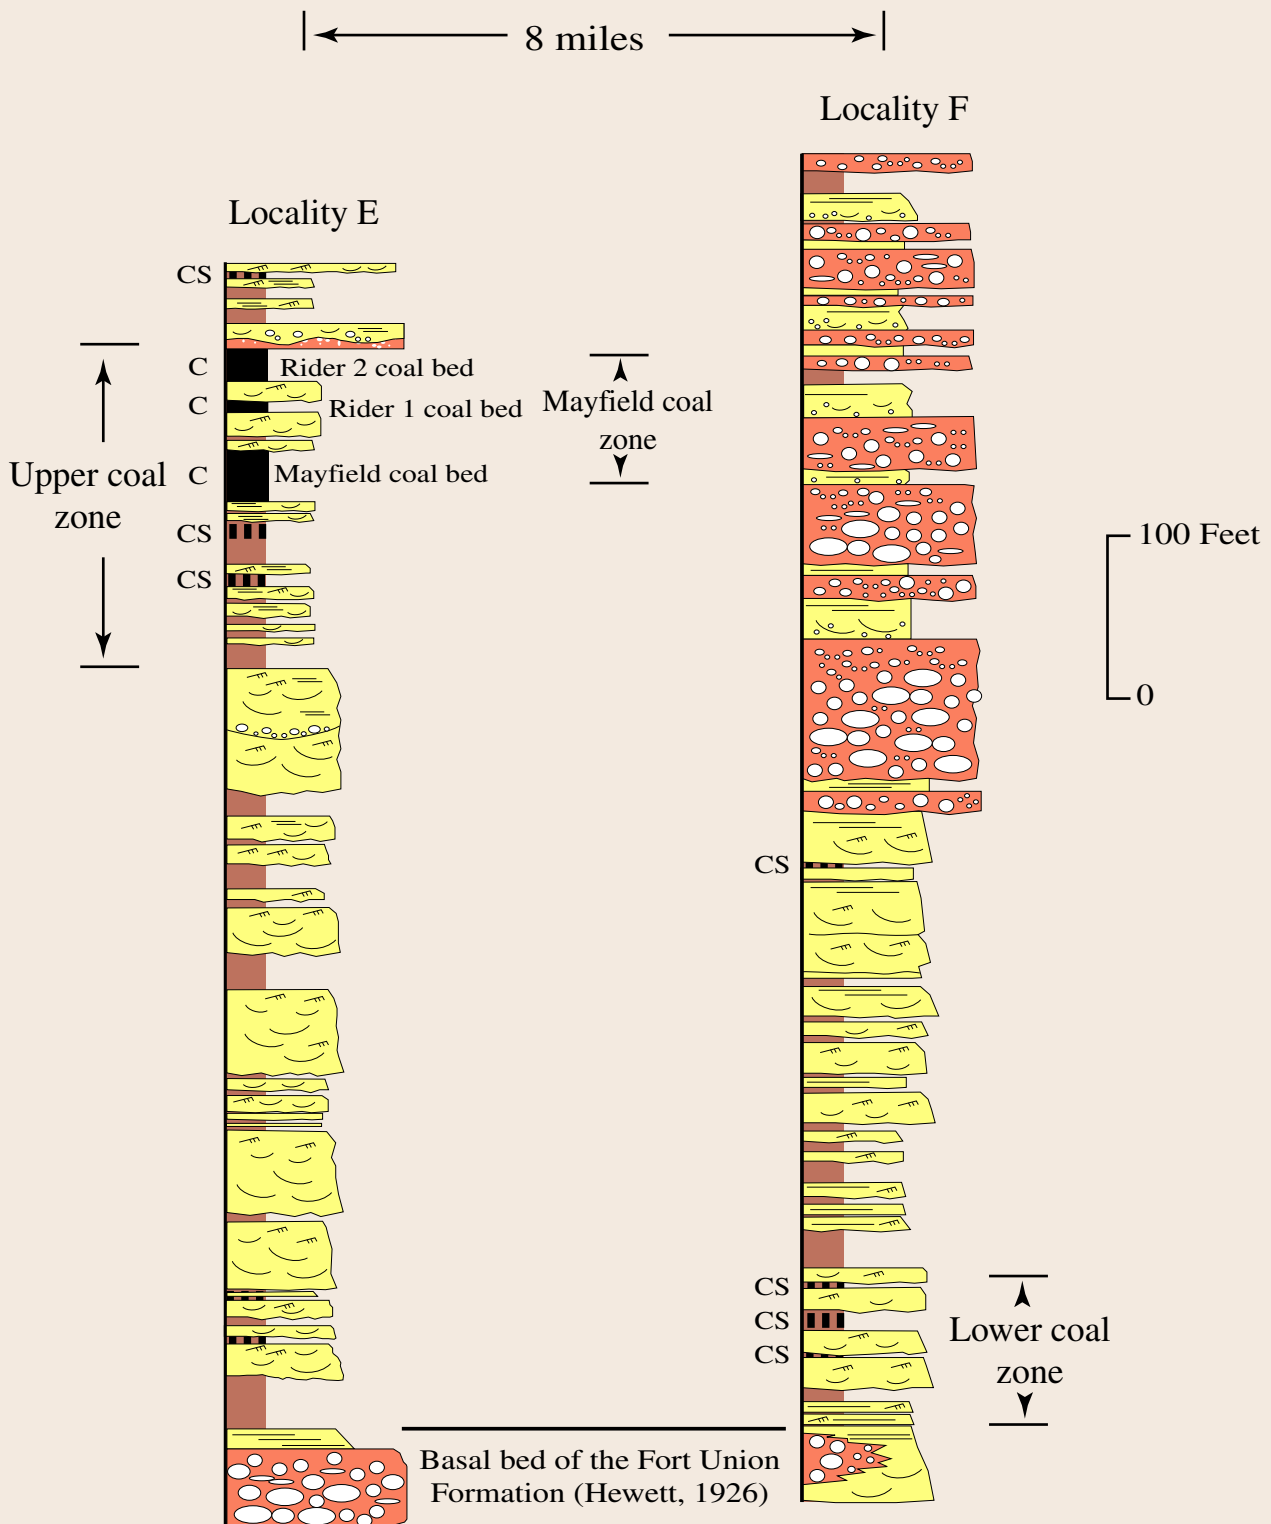 8 miles
Locality F
Locality E
CS
C
Rider 2 coal bed
C
Rider 1 coal bed
Mayfield coal
zone
Upper coal
zone
C
Mayfield coal bed
CS
CS
100 Feet
0
CS
CS
CS
CS
Lower coal
zone
Basal bed of the Fort Union
Formation (Hewett, 1926)